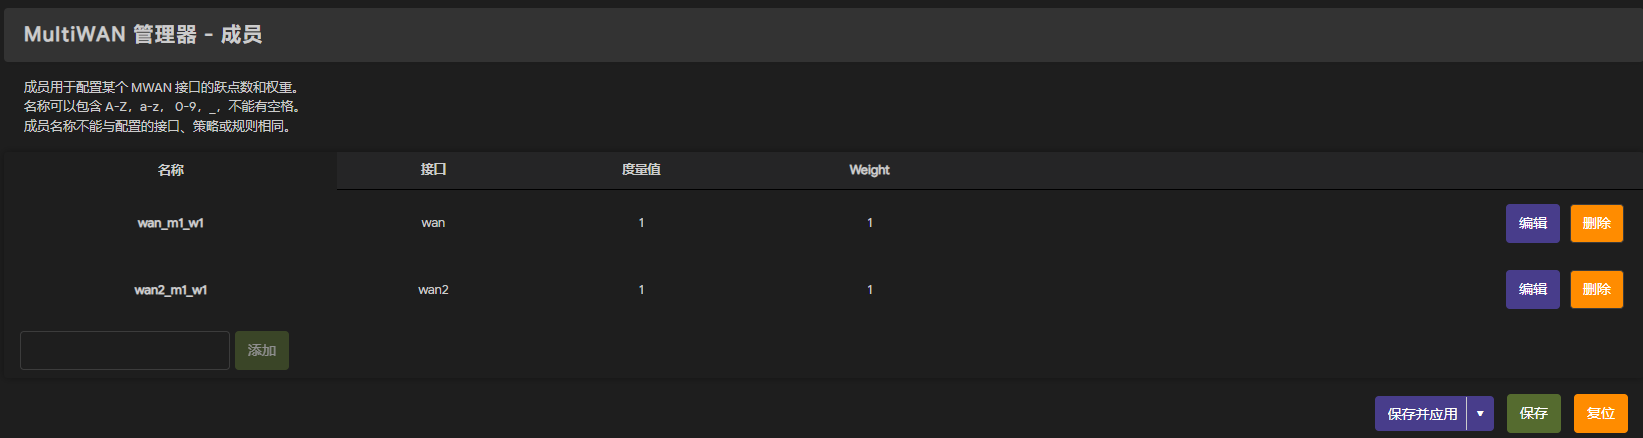 MultiWAN 管理器 - 成员
成员用于配置某个 MWAN 接口的跃点数和权重。
名称可以包含 A-Z，a-z， 0-9，_，不能有空格。
成员名称不能与配置的接口、策略或规则相同。
名称 接口 度量值 Weight
wan_m1_w1 wan 1 1 编辑 删除
wan2_m1_w1 wan2 1 1 编辑 删除
添加
保存并应用 保存 复位